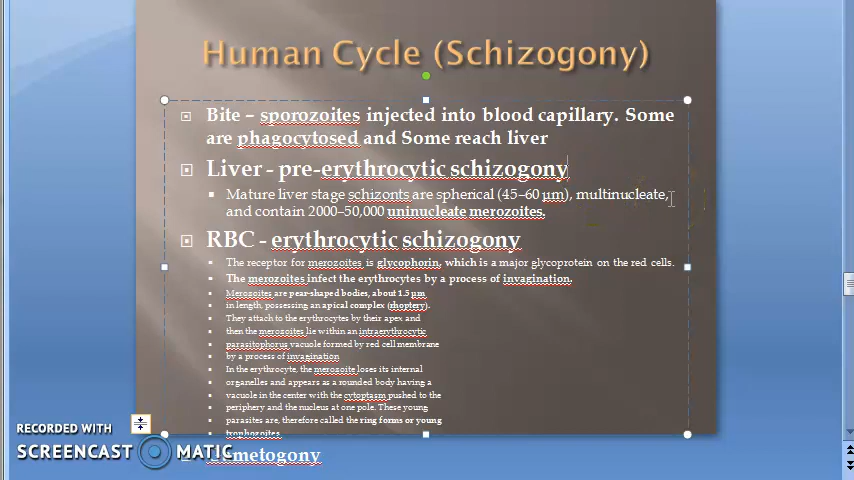 Human Cycle (Schizogony)
Bite – sporozoites injected into blood capillary. Some
are phagocytosed and Some reach liver
Liver - pre-erythrocytic schizogony
Mature liver stage schizonts are spherical (45–60 µm), multinucleate,
and contain 2000–50,000 uninucleate merozoites.
RBC - erythrocytic schizogony
The receptor for merozoites is glycophorin, which is a major glycoprotein on the red cells.
The merozoites infect the erythrocytes by a process of invagination.
Merozoites are pear-shaped bodies, about 1.5 µm
in length, possessing an apical complex (rhoptery).
They attach to the erythrocytes by their apex and
then the merozoites lie within an intraerythrocytic
parasitophorus vacuole formed by red cell membrane
by a process of invagination
In the erythrocyte, the merozoite loses its internal
organelles and appears as a rounded body having a
vacuole in the center with the cytoplasm pushed to the
periphery and the nucleus at one pole. These young
parasites are, therefore called the ring forms or young
trophozoites.
RECORDED WITH
SCREENCAST MATIC